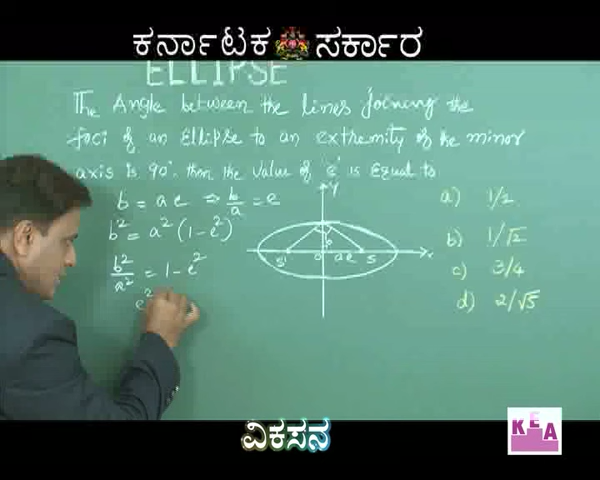 ಕರ್ನಾಟಕ ಸರ್ಕಾರ
ELLIPSE
The Angle between the lines Joining the
foci of an Ellipse to an extremity of the minor
axis is 90°. then the value of 'e' is Equal to
b = ae ⇒ b/a = e
b² = a² (1 - e²)
b²/a² = 1 - e²
e²
y
b
s' o ae s x
a) 1/2
b) 1/√2
c) 3/4
d) 2/√5
ವಿಕಸನ
KEA